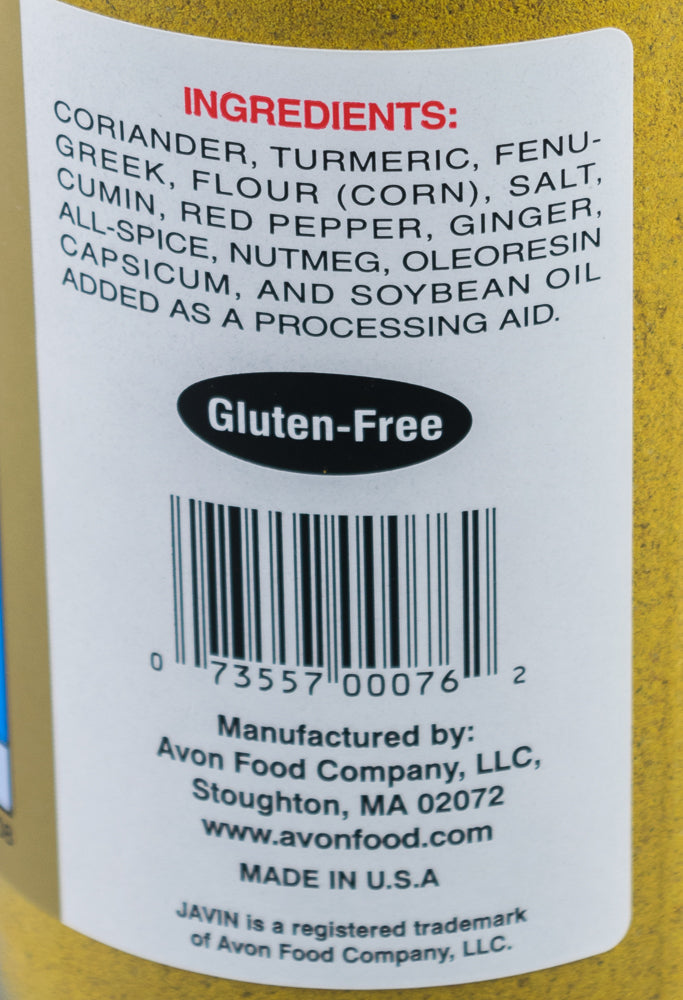 INGREDIENTS:
CORIANDER, TURMERIC, FENU-
GREEK, FLOUR (CORN), SALT,
CUMIN, RED PEPPER, GINGER,
ALL-SPICE, NUTMEG, OLEORESIN
CAPSICUM, AND SOYBEAN OIL
ADDED AS A PROCESSING AID.
Gluten-Free
0 73557 00076 2
Manufactured by:
Avon Food Company, LLC,
Stoughton, MA 02072
www.avonfood.com
MADE IN U.S.A
JAVIN is a registered trademark
of Avon Food Company, LLC.